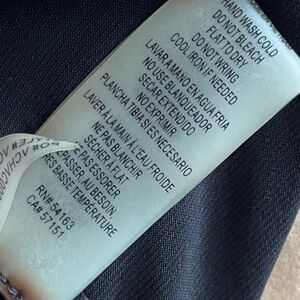 HAND WASH COLD
DO NOT BLEACH
FLAT TO DRY
DO NOT WRING
COOL IRON IF NEEDED
LAVAR A MANO EN AGUA FRIA
NO USE BLANQUEADOR
SECAR EXTENDIDO
NO EXPRIMIR
PLANCHA TIBIA SI ES NECESARIO
LAVER A LA MAIN A L'EAU FROIDE
NE PAS BLANCHIR
SECHER A FLAT
NE PAS ESSORER
REPASSER AU BESOIN,
TRES BASSE TEMPÉRATURE
RN# 54163
CA# 57151